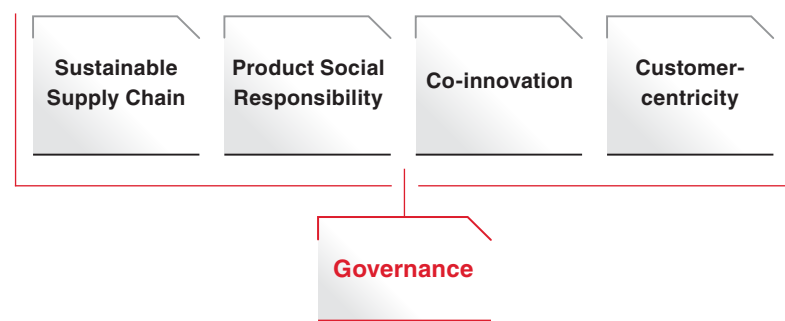 Sustainable
Supply Chain
Product Social
Responsibility
Co-innovation
Customer-
centricity
Governance